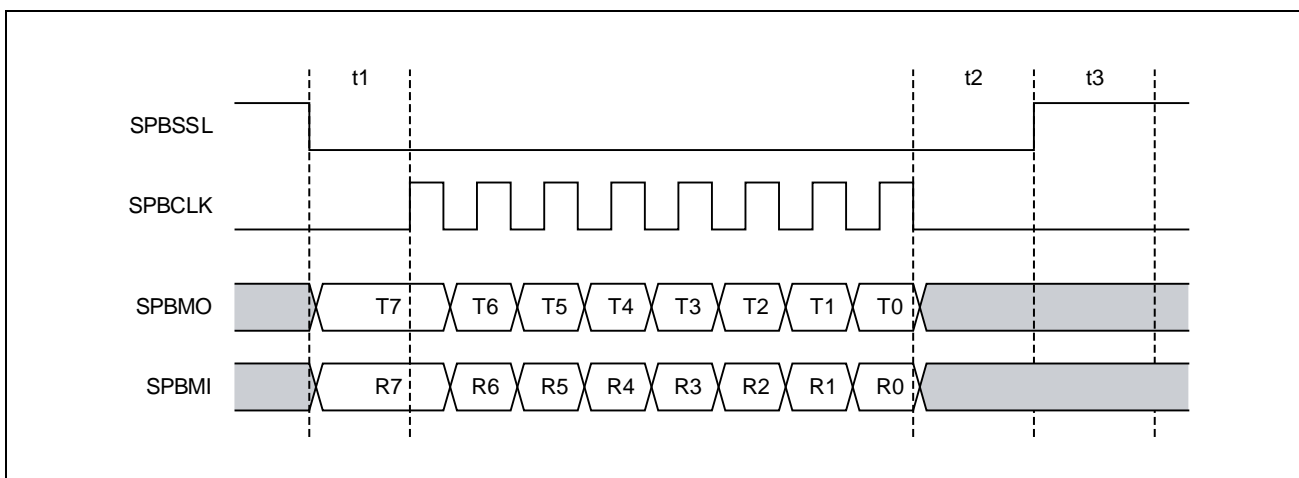 t1 t2 t3
SPBSSL
SPBCLK
SPBMO T7 T6 T5 T4 T3 T2 T1 T0
SPBMI R7 R6 R5 R4 R3 R2 R1 R0